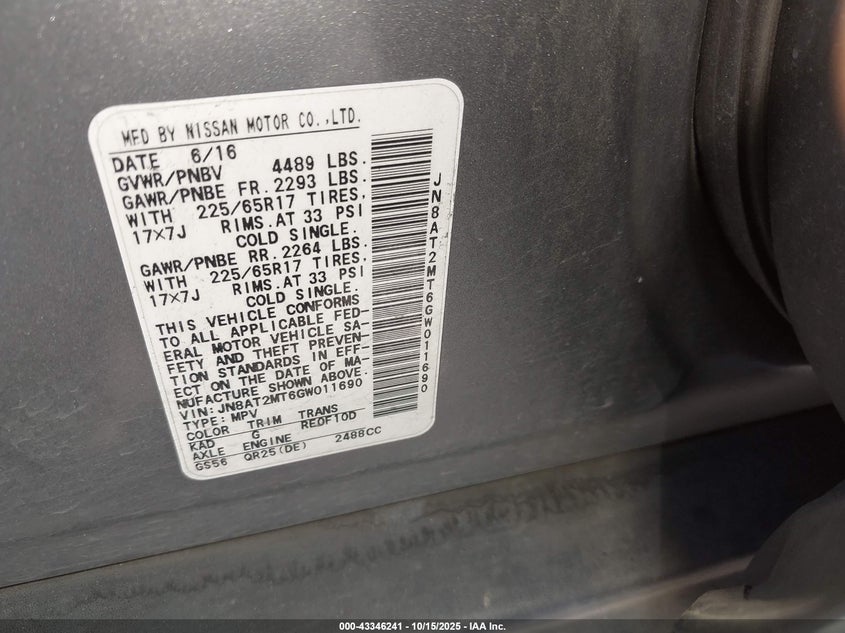 MFD BY NISSAN MOTOR CO.,LTD.
DATE 6/16
GVWR/PNBV 4489 LBS.
GAWR/PNBE FR.2293 LBS.
WITH 225/65R17 TIRES,
17×7J RIMS.AT 33 PSI
COLD SINGLE.
GAWR/PNBE RR.2264 LBS.
WITH 225/65R17 TIRES,
17×7J RIMS.AT 33 PSI
COLD SINGLE.
THIS VEHICLE CONFORMS
TO ALL APPLICABLE FED-
ERAL MOTOR VEHICLE SA-
FETY AND THEFT PREVEN-
TION STANDARDS IN EFF-
ECT ON THE DATE OF MA-
NUFACTURE SHOWN ABOVE.
VIN: JN8AT2MT6GW011690
TYPE: MPV
COLOR TRIM TRANS
KAD G RE0F10D
AXLE ENGINE
GS56 QR25(DE) 2488CC
JN8AT2MT6GW011690
000-43346241 - 10/15/2025 - IAA Inc.